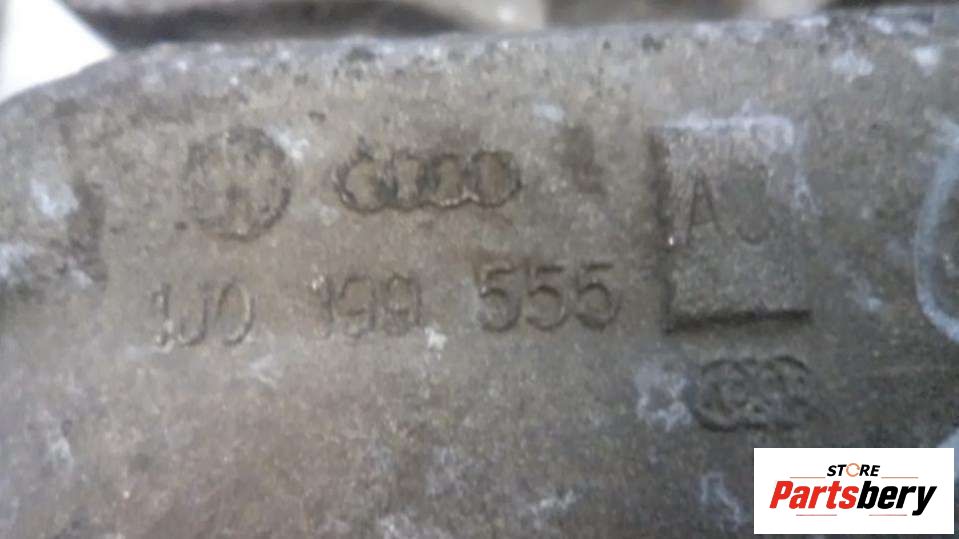 1J0 199 555
AJ
STORE
Partsbery